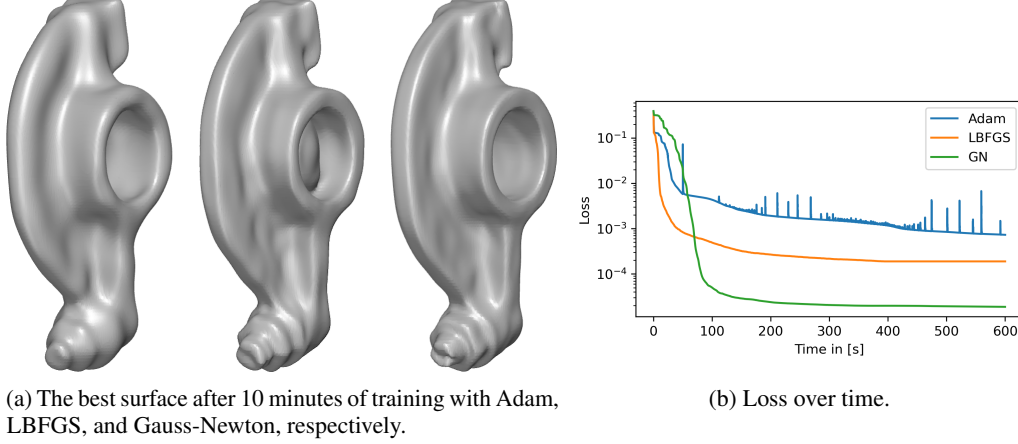 Adam
LBFGS
GN
Loss
10⁻¹
10⁻²
10⁻³
10⁻⁴
0 100 200 300 400 500 600
Time in [s]
(a) The best surface after 10 minutes of training with Adam,
LBFGS, and Gauss-Newton, respectively.
(b) Loss over time.